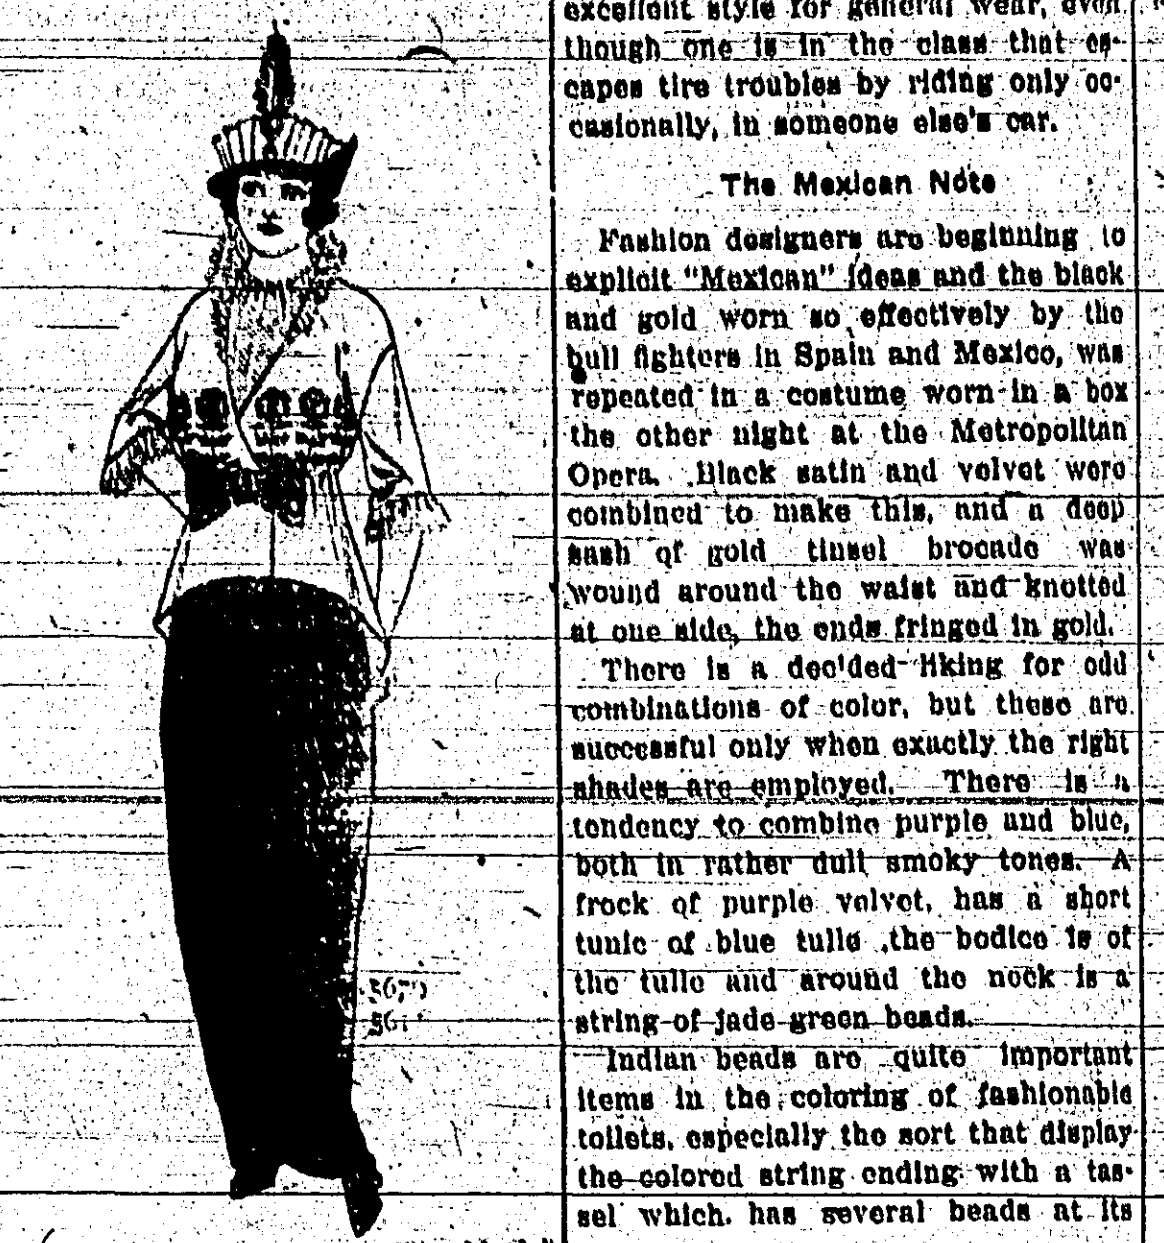 excellent style for general wear, even
though one is in the class that es-
capes tire troubles by riding only oc-
casionally, in someone else's car.
The Mexican Note
Fashion designers are beginning to
explicit "Mexican" ideas and the black
and gold worn so effectively by the
bull fighters in Spain and Mexico, was
repeated in a costume worn in a box
the other night at the Metropolitan
Opera. Black satin and velvet were
combined to make this, and a deep
sash of gold tinsel brocade was
wound around the waist and knotted
at one side, the ends fringed in gold.
There is a decided liking for odd
combinations of color, but these are
successful only when exactly the right
shades are employed. There is a
tendency to combine purple and blue,
both in rather dull smoky tones. A
frock of purple velvet, has a short
tunic of blue tulle ,the bodice is of
the tulle and around the neck is a
string of jade green beads.
Indian beads are quite important
items in the coloring of fashionable
toilets, especially the sort that display
the colored string ending with a tas-
sel which has several beads at its